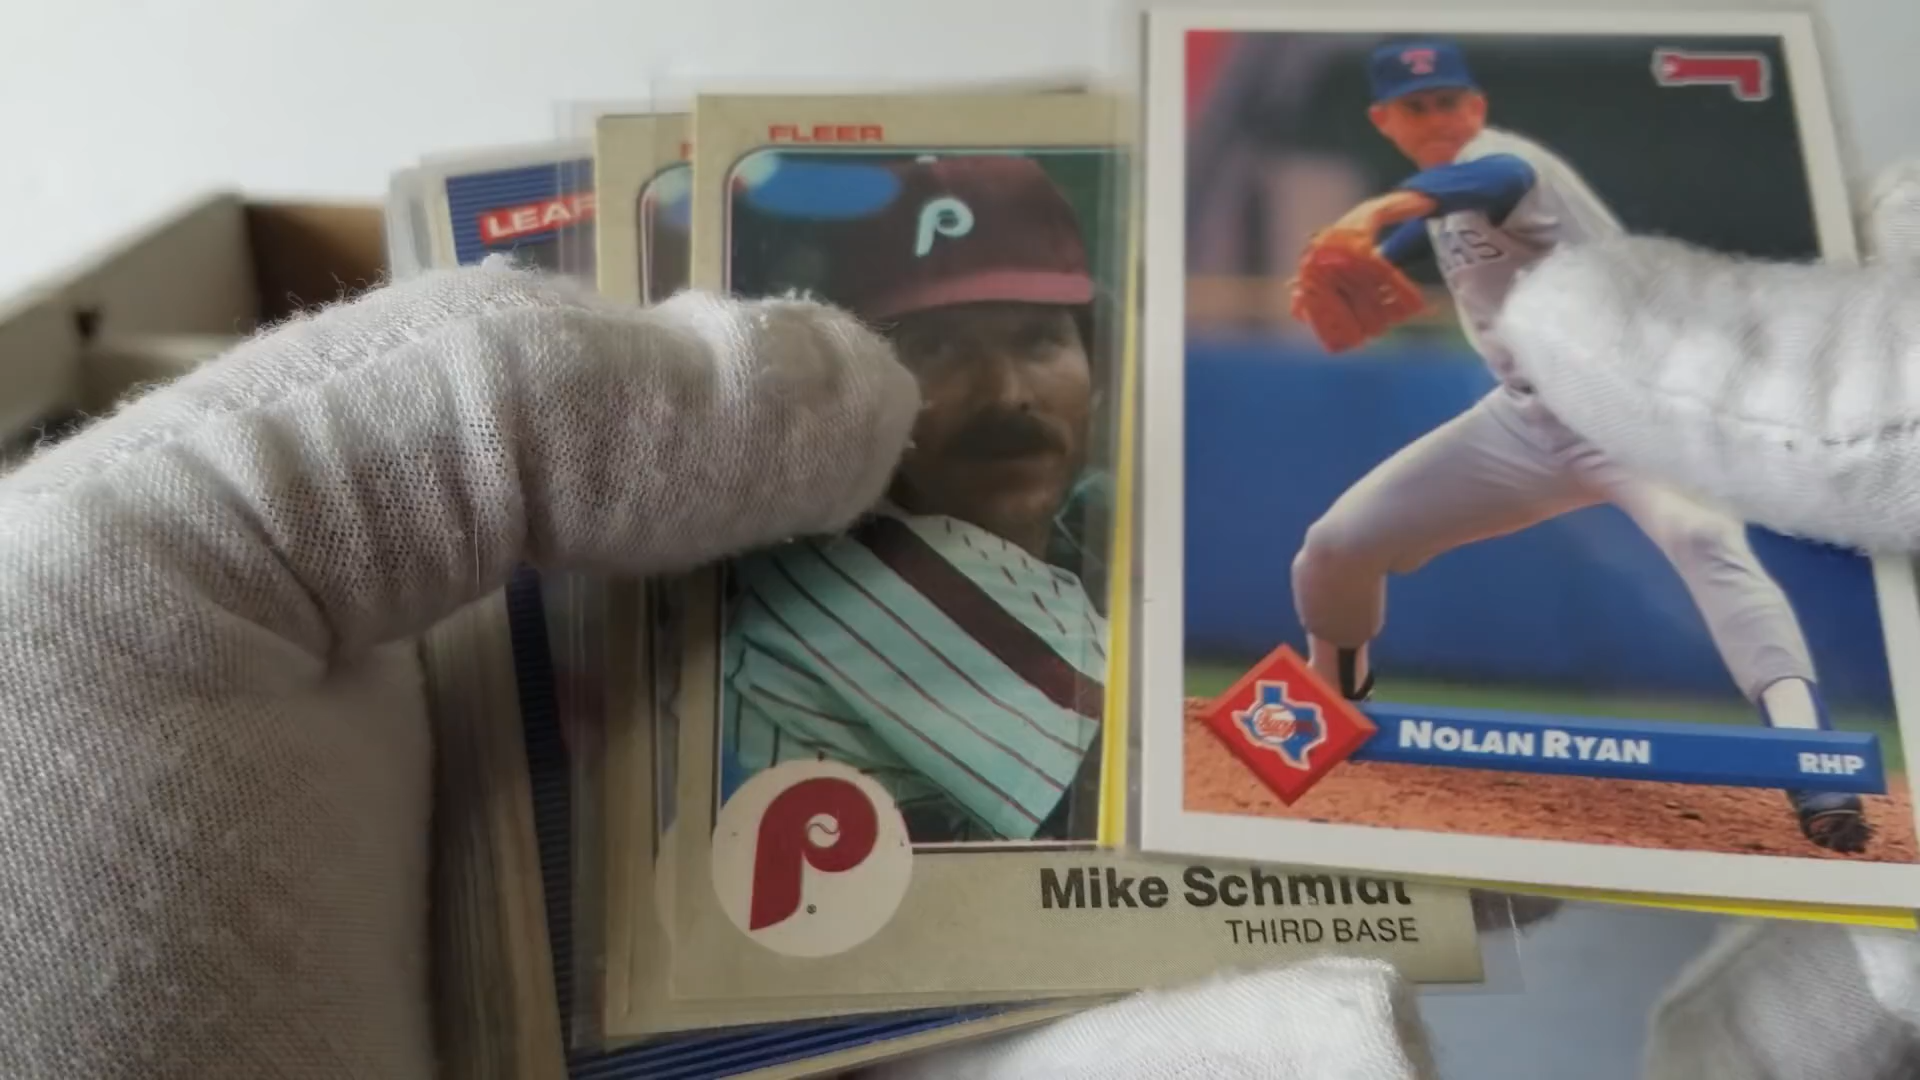 FLEER
LEAF
P
T
Mike Schmidt
THIRD BASE
P
®
NOLAN RYAN
RHP